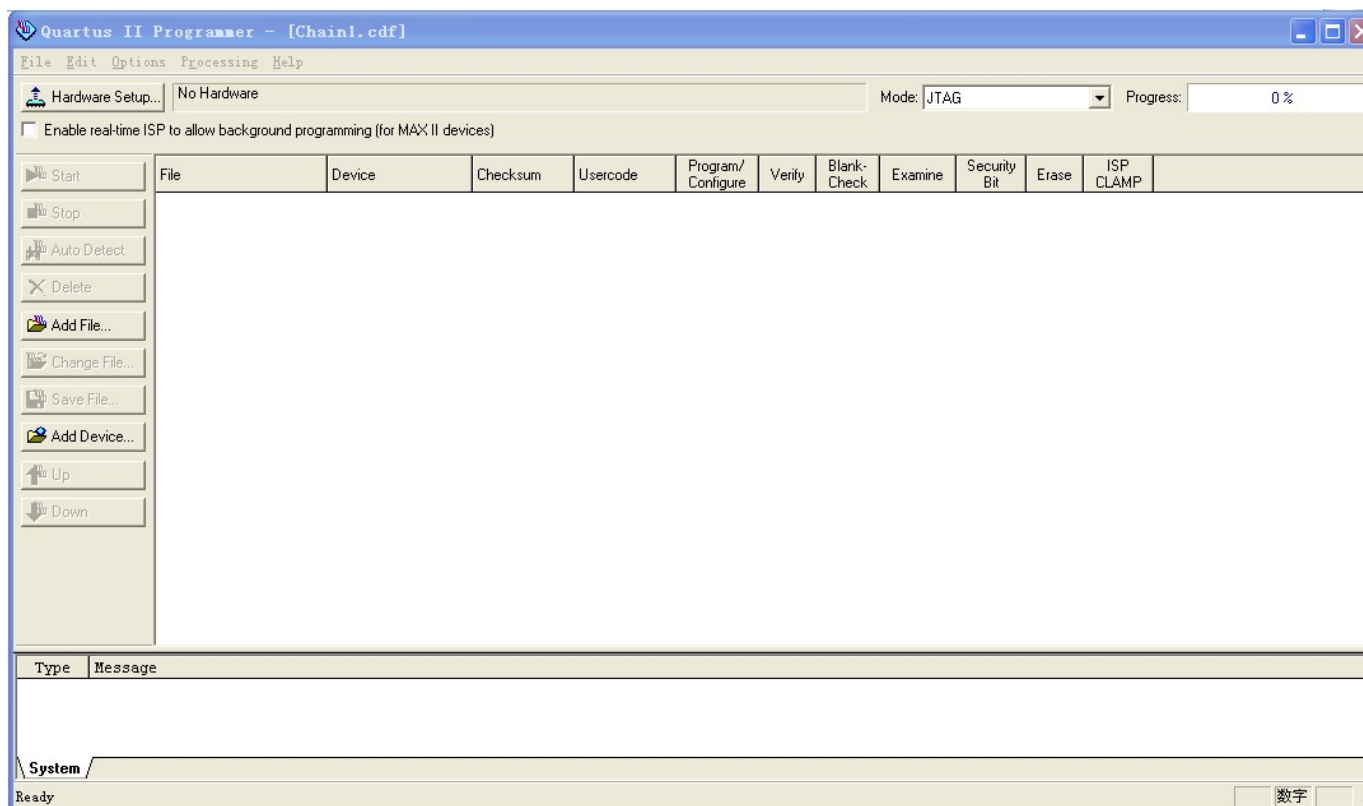 Quartus II Programmer - [Chain1.cdf]
File Edit Options Processing Help
Hardware Setup... No Hardware Mode: JTAG Progress: 0 %
Enable real-time ISP to allow background programming (for MAX II devices)
File Device Checksum Usercode Program/ Configure Verify Blank- Check Examine Security Bit Erase ISP CLAMP
Start
Stop
Auto Detect
Delete
Add File...
Change File...
Save File...
Add Device...
Up
Down
Type Message
System
Ready 数字